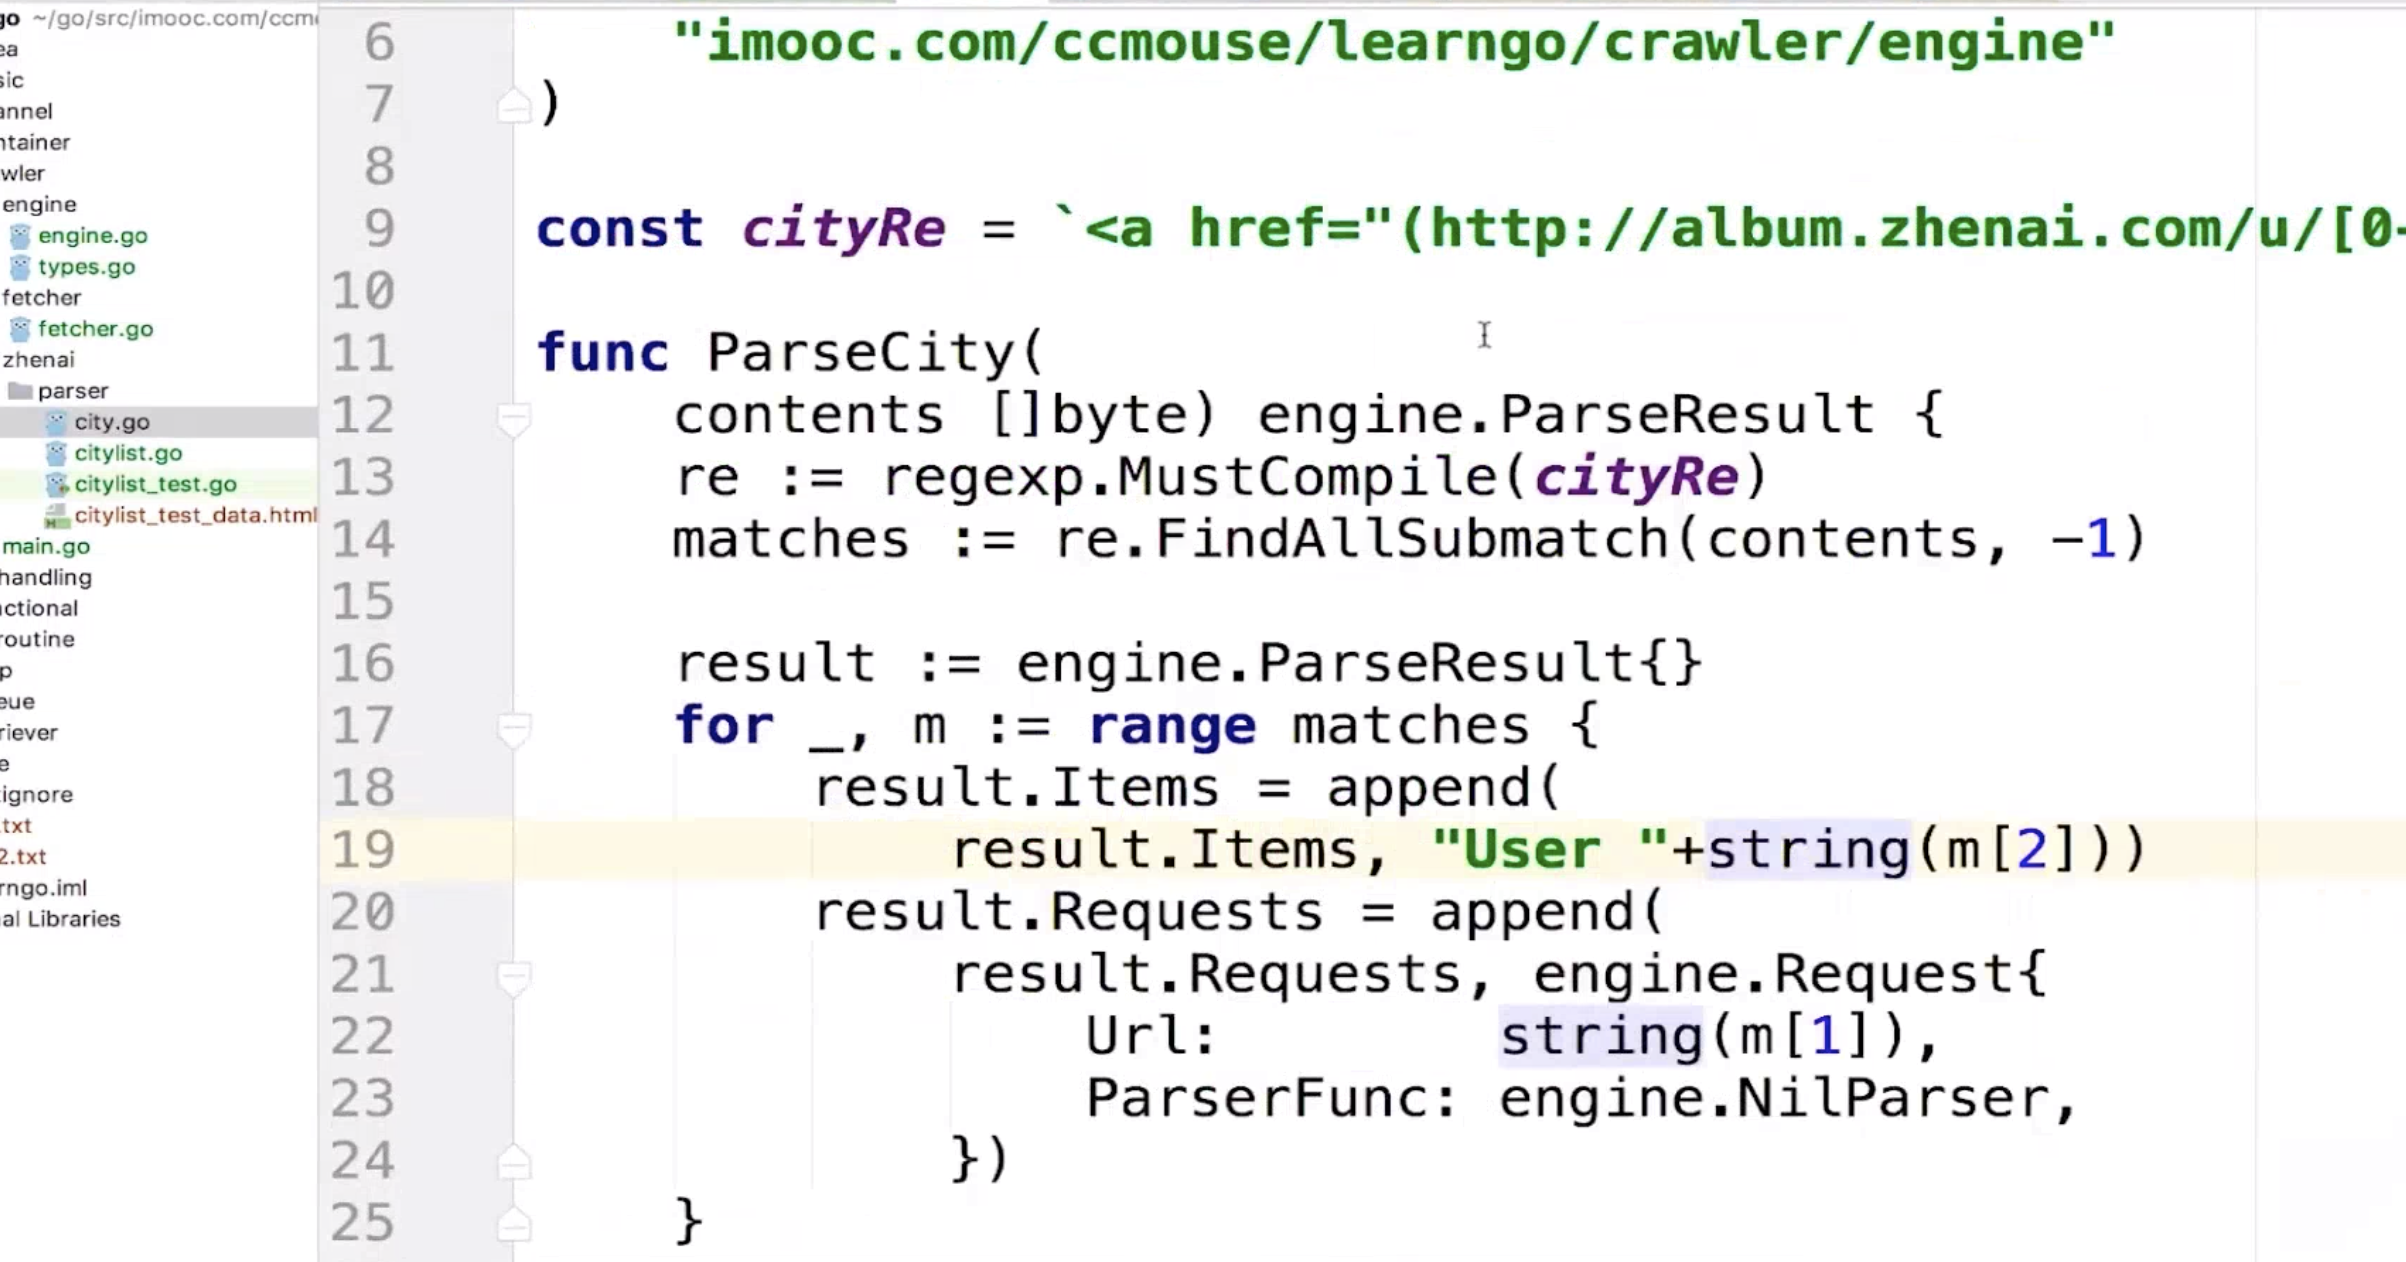 go ~/go/src/imooc.com/ccm
ea
sic
annel
ntainer
wler
engine
engine.go
types.go
fetcher
fetcher.go
zhenai
parser
city.go
citylist.go
citylist_test.go
citylist_test_data.html
main.go
handling
ctional
routine
p
eue
riever
e
ignore
txt
2.txt
rngo.iml
al Libraries
6 "imooc.com/ccmouse/learngo/crawler/engine"
7 )
8
9 const cityRe = `<a href="(http://album.zhenai.com/u/[0-
10
11 func ParseCity(
12 contents []byte) engine.ParseResult {
13 re := regexp.MustCompile(cityRe)
14 matches := re.FindAllSubmatch(contents, -1)
15
16 result := engine.ParseResult{}
17 for _, m := range matches {
18 result.Items = append(
19 result.Items, "User "+string(m[2]))
20 result.Requests = append(
21 result.Requests, engine.Request{
22 Url: string(m[1]),
23 ParserFunc: engine.NilParser,
24 })
25 }